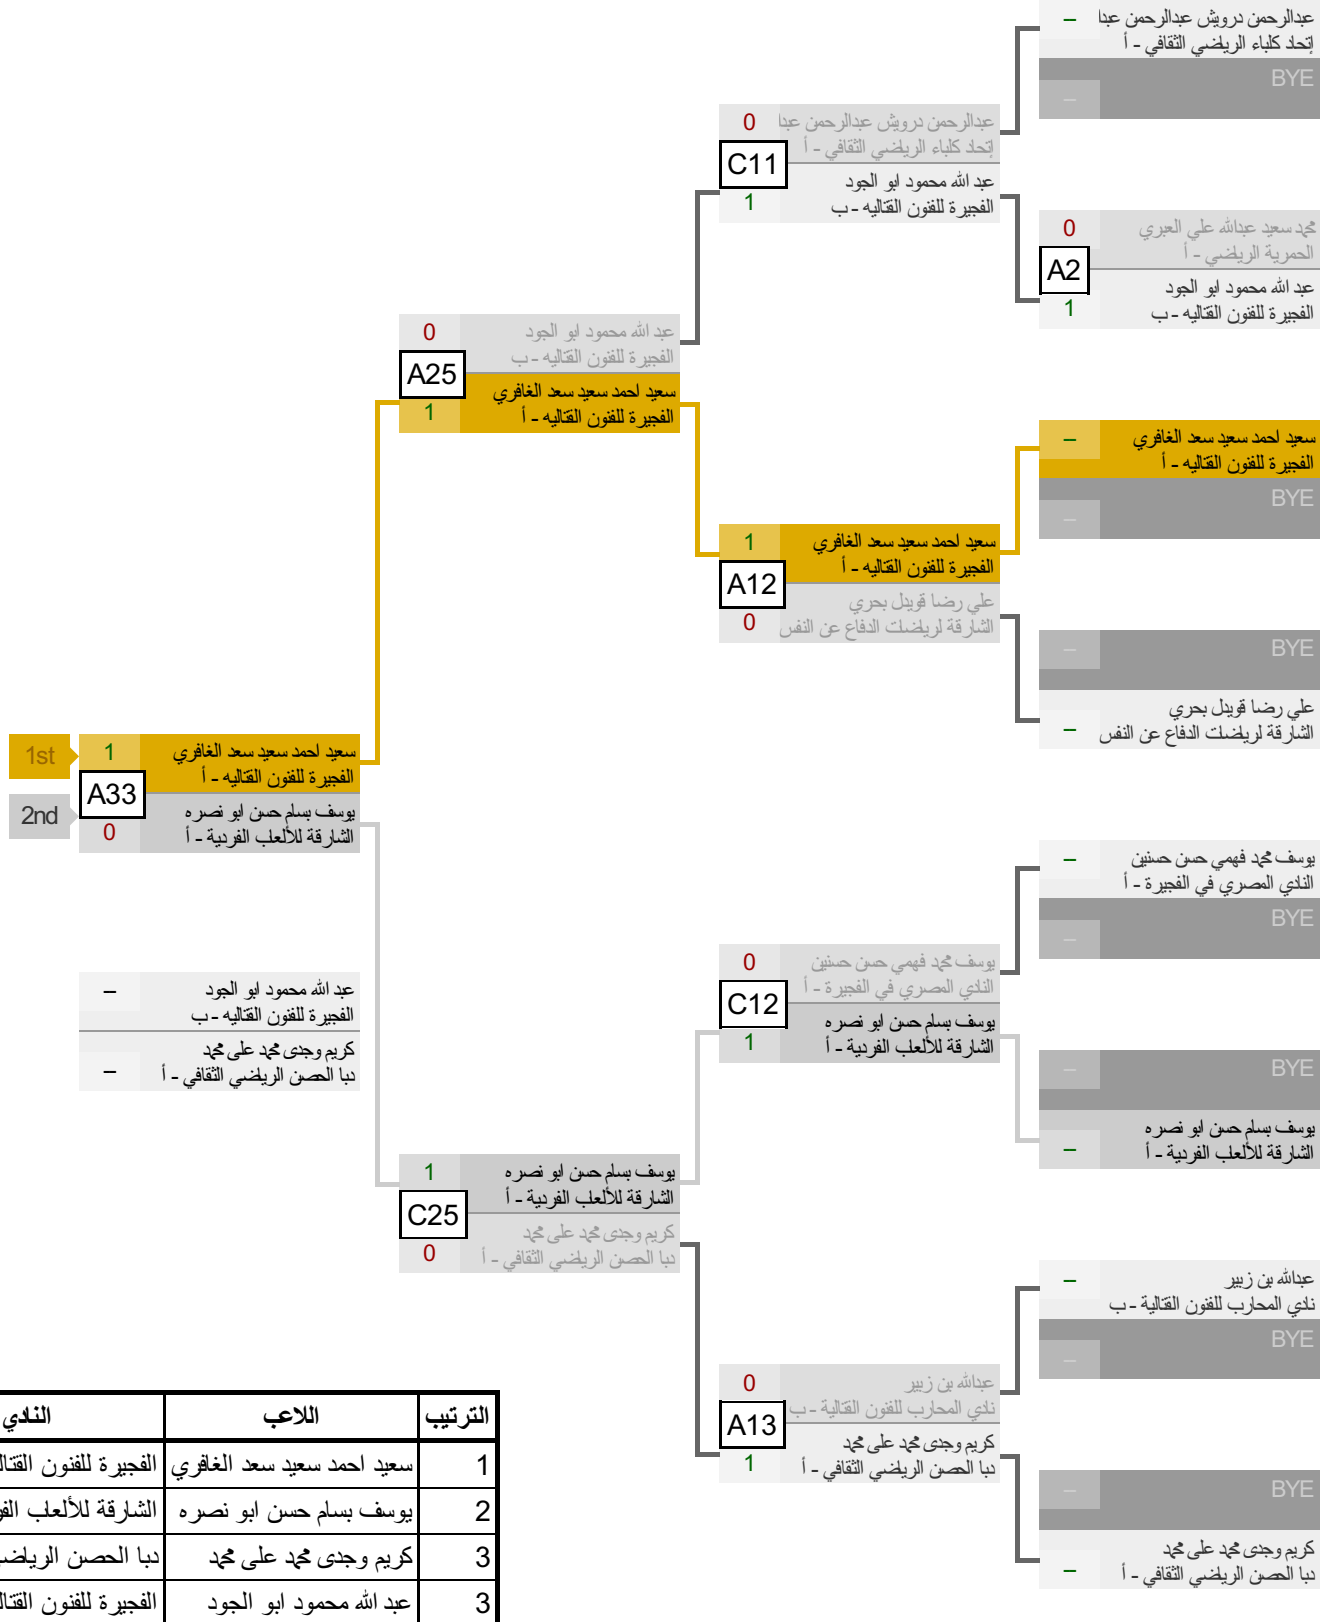 عبدالرحمن درويش عبدالرحمن عبدا
–
إتحاد كلباء الرياضي الثقافي - أ
BYE
–
0
عبدالرحمن درويش عبدالرحمن عبدا
إتحاد كلباء الرياضي الثقافي - أ
C11
عبد الله محمود ابو الجود
1
الفجيرة للفنون القتاليه - ب
0
محمد سعيد عبدالله علي العبري
الحمرية الرياضي - أ
A2
عبد الله محمود ابو الجود
1
الفجيرة للفنون القتاليه - ب
0
عبد الله محمود ابو الجود
الفجيرة للفنون القتاليه - ب
A25
سعيد احمد سعيد سعد الغافري
1
الفجيرة للفنون القتاليه - أ
–
سعيد احمد سعيد سعد الغافري
الفجيرة للفنون القتاليه - أ
BYE
–
1
سعيد احمد سعيد سعد الغافري
الفجيرة للفنون القتاليه - أ
A12
علي رضا قويدل بحري
0
الشارقة لرياضات الدفاع عن النفس
–
BYE
علي رضا قويدل بحري
–
الشارقة لرياضات الدفاع عن النفس
1st
1
سعيد احمد سعيد سعد الغافري
الفجيرة للفنون القتاليه - أ
A33
2nd
يوسف بسام حسن ابو نصره
0
الشارقة للألعاب الفردية - أ
–
يوسف محمد فهمي حسن حسنين
النادي المصري في الفجيرة - أ
BYE
–
0
يوسف محمد فهمي حسن حسنين
النادي المصري في الفجيرة - أ
C12
يوسف بسام حسن ابو نصره
1
الشارقة للألعاب الفردية - أ
–
عبد الله محمود ابو الجود
الفجيرة للفنون القتاليه - ب
كريم وجدى محمد على محمد
–
دبا الحصن الرياضي الثقافي - أ
–
BYE
يوسف بسام حسن ابو نصره
–
الشارقة للألعاب الفردية - أ
1
يوسف بسام حسن ابو نصره
الشارقة للألعاب الفردية - أ
C25
كريم وجدى محمد على محمد
0
دبا الحصن الرياضي الثقافي - أ
–
عبدالله بن زبير
نادي المحارب للفنون القتالية - ب
BYE
–
0
عبدالله بن زبير
نادي المحارب للفنون القتالية - ب
A13
كريم وجدى محمد على محمد
1
دبا الحصن الرياضي الثقافي - أ
–
BYE
كريم وجدى محمد على محمد
–
دبا الحصن الرياضي الثقافي - أ
الترتيب اللاعب النادي
1 سعيد احمد سعيد سعد الغافري الفجيرة للفنون
2 يوسف بسام حسن ابو نصره الشارقة للألعاب
3 كريم وجدى محمد على محمد دبا الحصن
3 عبد الله محمود ابو الجود الفجيرة للفنون